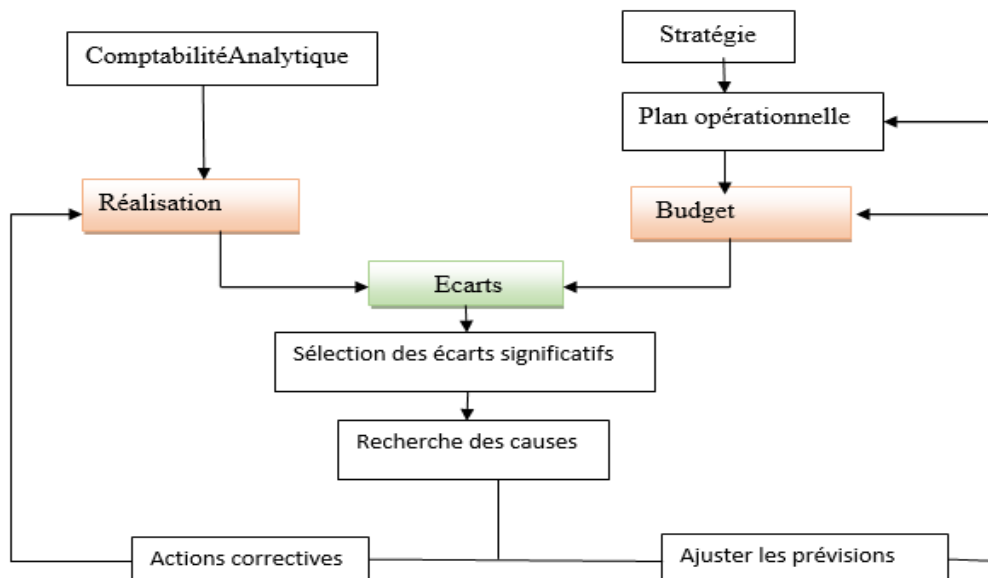 Stratégie
ComptabilitéAnalytique
Plan opérationnelle
Réalisation
Budget
Ecarts
Sélection des écarts significatifs
Recherche des causes
Actions correctives
Ajuster les prévisions